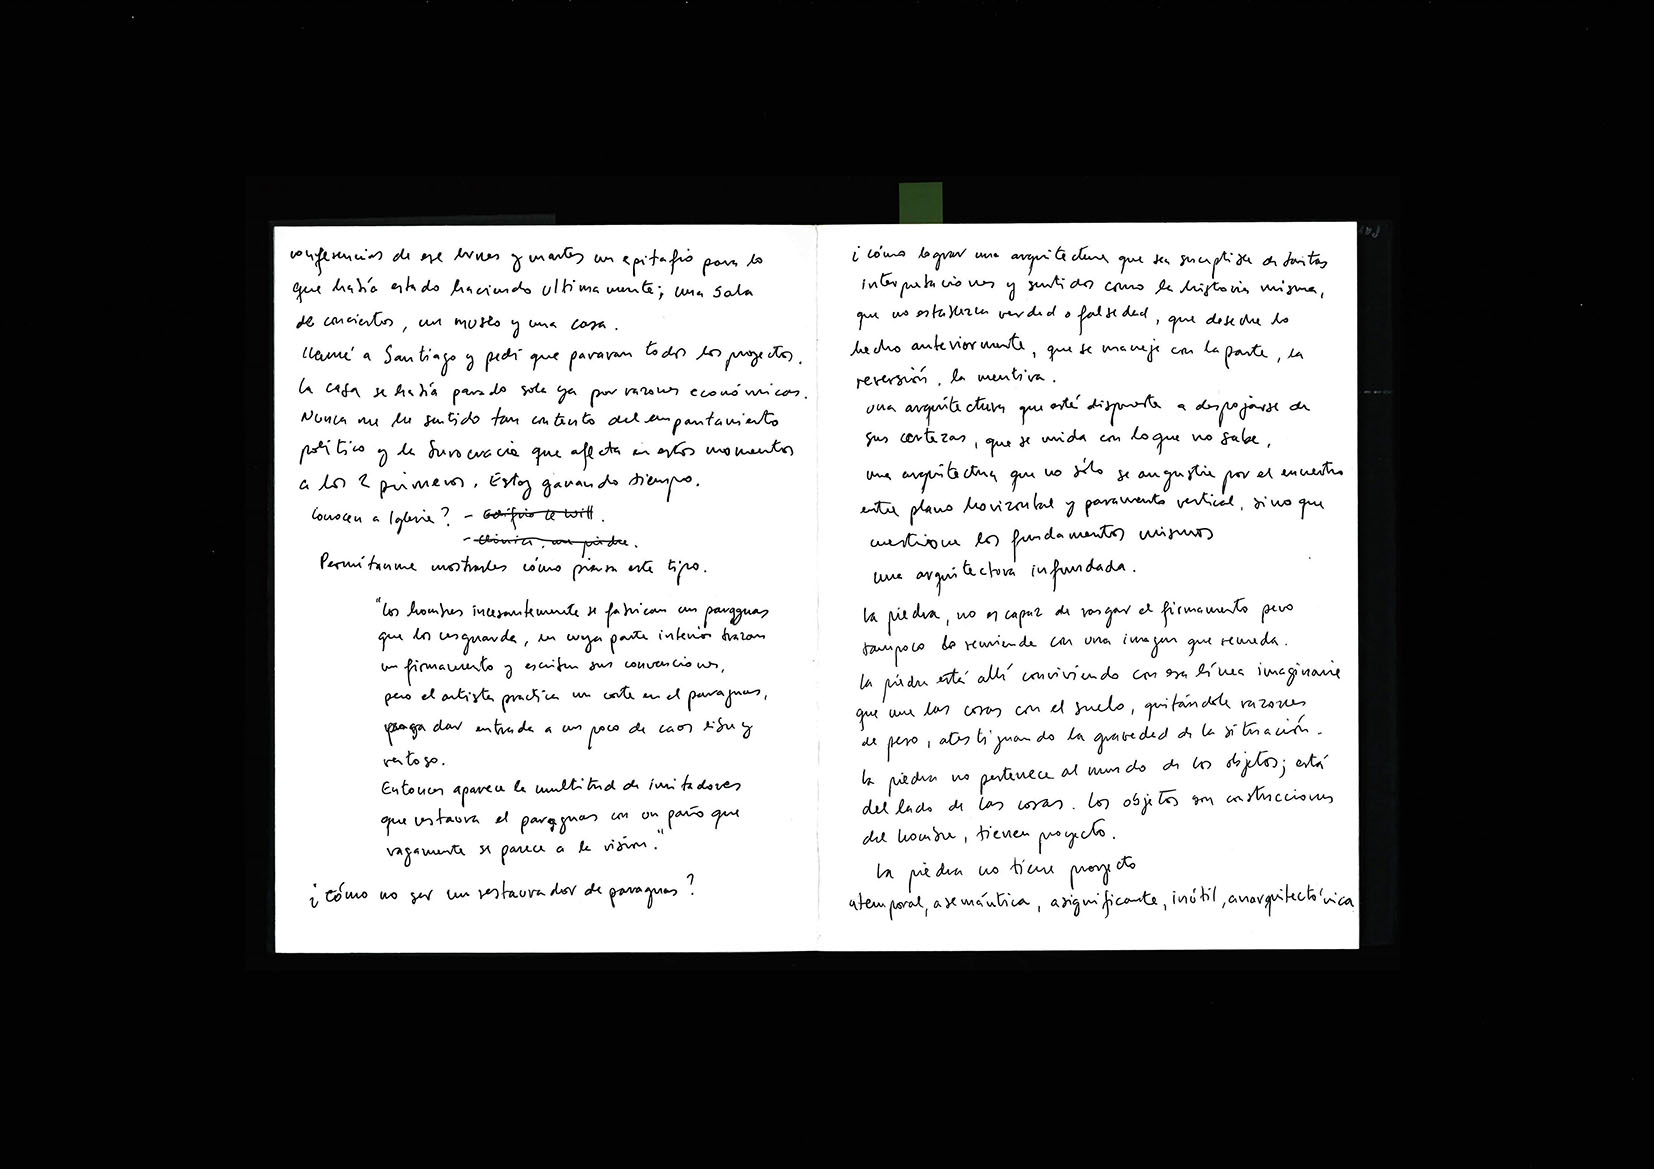 conferencias de ese lunes y martes un epitafio para lo
que había estado haciendo ultimamente; una sala
de conciertos, un museo y una casa.
llamé a Santiago y pedí que pararan todos los proyectos.
la casa se había parado sola ya por razones económicas.
Nunca me he sentido tan contento del empantamiento
político y la burocracia que afecta en estos momentos
a los 2 primeros. Estoy ganando tiempo.
Conocen a Iglesia? - edificio
- clínica, un piedra.
Permítanme mostrarles cómo piensa este tipo.
"los hombres incesantemente se fabrican un paraguas
que los resguarda, en cuya parte interior trazan
un firmamento y escriben sus convenciones,
pero el artista practica un corte en el paraguas,
para dar entrada a un poco de caos libre y
ventoso.
Entonces aparece la multitud de imitadores
que restaura el paraguas con un paño que
vagamente se parece a la visión."
¿Cómo no ser un restaurador de paraguas?
¿cómo lograr una arquitectura que sea susceptible de tantas
interpretaciones y sentidos como la historia misma,
que no establezca verdad o falsedad, que deseche lo
hecho anteriormente, que se maneje con la parte, la
reversión, la mentira.
una arquitectura que esté dispuesta a despojarse de
sus certezas, que se mida con lo que no sabe,
una arquitectura que no sólo se angustie por el encuentro
entre plano horizontal y paramento vertical, sino que
cuestione los fundamentos mismos
una arquitectura infundada.
la piedra, no es capaz de rasgar el firmamento pero
tampoco lo remienda con una imagen que remeda.
la piedra está allí conviviendo con esa línea imaginaria
que une las cosas con el suelo, quitándole razones
de peso, atestiguando la gravedad de la situación.
la piedra no pertenece al mundo de los objetos; está
del lado de las cosas. los objetos son construcciones
del hombre, tienen proyecto.
la piedra no tiene proyecto
atemporal, asemántica, asignificante, inútil, anarquitectónica